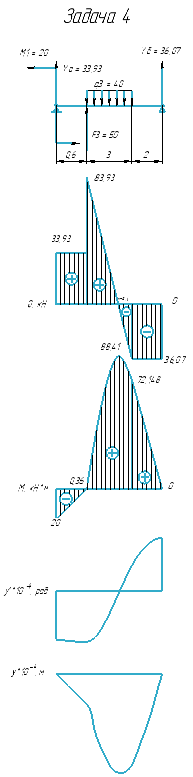 Задача 4
M1 = 20
Ya = 33,93
Yб = 36,07
q3 = 40
F3 = 50
0,6
3
2
83,93
33,93
Q, кН
0
36,07
88,41
72,148
0,36
M, кН*м
0
20
y'*10⁻⁴, рад
y*10⁻⁴, м